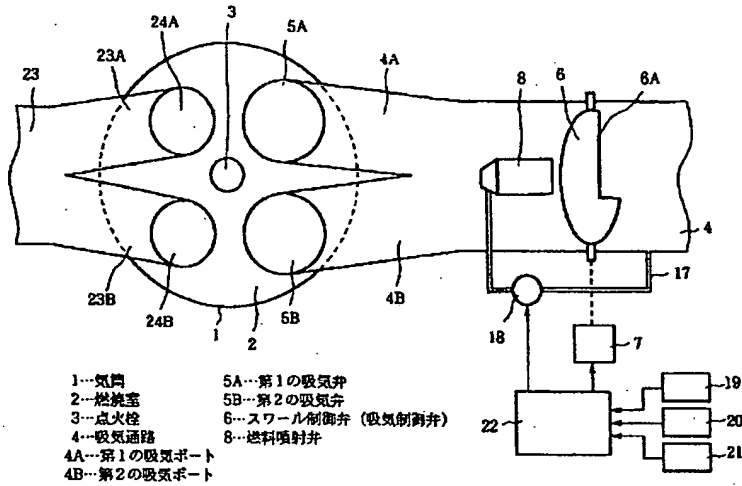 3
24A
5A
23A
4A
23
8
6
6A
4
23B
24B
1
2
5B
4B
18
17
7
22
19
20
21
1…気筒
2…燃焼室
3…点火栓
4…吸気通路
4A…第1の吸気ポート
4B…第2の吸気ポート
5A…第1の吸気弁
5B…第2の吸気弁
6…スワール制御弁（吸気制御弁）
8…燃料噴射弁